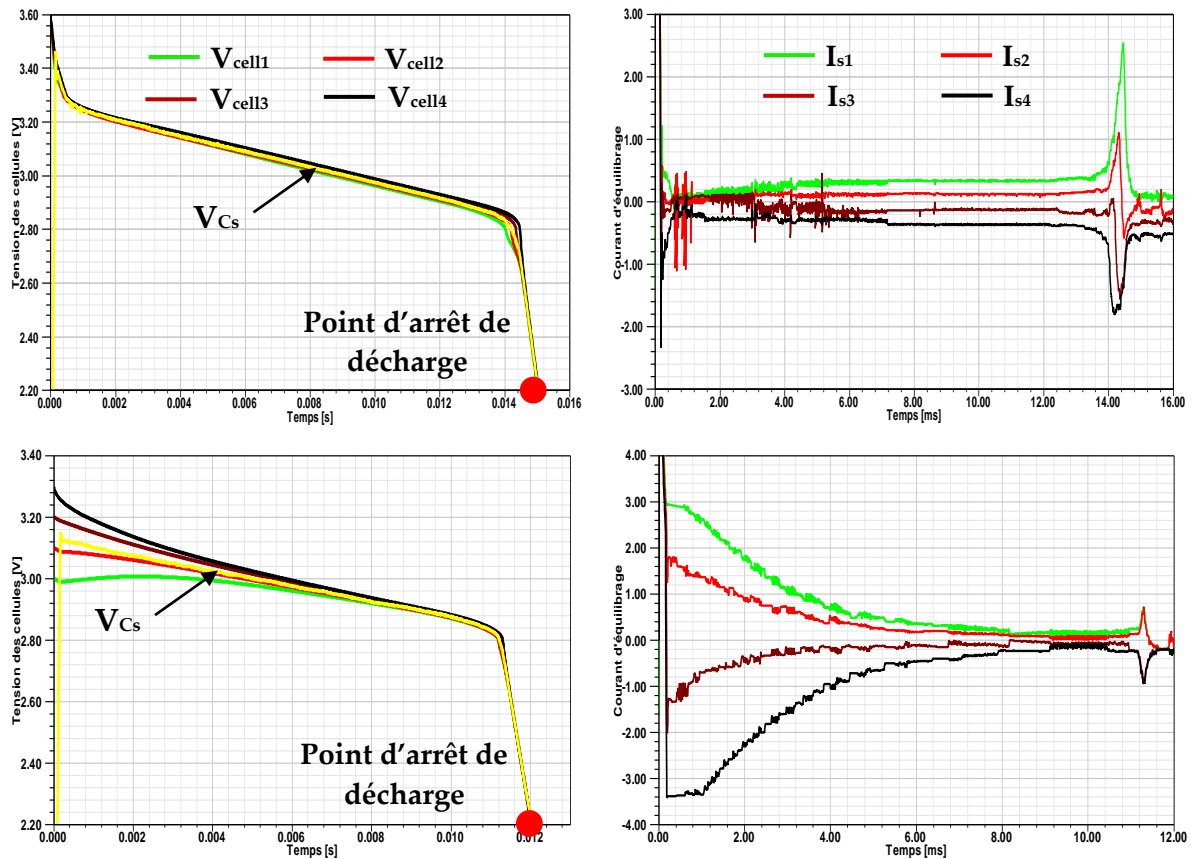 Tension des cellules [V]
3.60
3.40
3.20
3.00
2.80
2.60
2.40
2.20
Vcell1
Vcell2
Vcell3
Vcell4
VCs
Point d’arrêt de
décharge
0.000 0.002 0.004 0.006 0.008 0.010 0.012 0.014 0.016
Temps [s]
Courant d'équilibrage
3.00
2.00
1.00
0.00
-1.00
-2.00
-3.00
Is1
Is2
Is3
Is4
0.00 2.00 4.00 6.00 8.00 10.00 12.00 14.00 16.00
Temps [ms]
Tension des cellules [V]
3.40
3.20
3.00
2.80
2.60
2.40
2.20
VCs
Point d’arrêt de
décharge
0.000 0.002 0.004 0.006 0.008 0.010 0.012
Temps [s]
Courant d'équilibrage
4.00
3.00
2.00
1.00
0.00
-1.00
-2.00
-3.00
-4.00
0.00 2.00 4.00 6.00 8.00 10.00 12.00
Temps [ms]